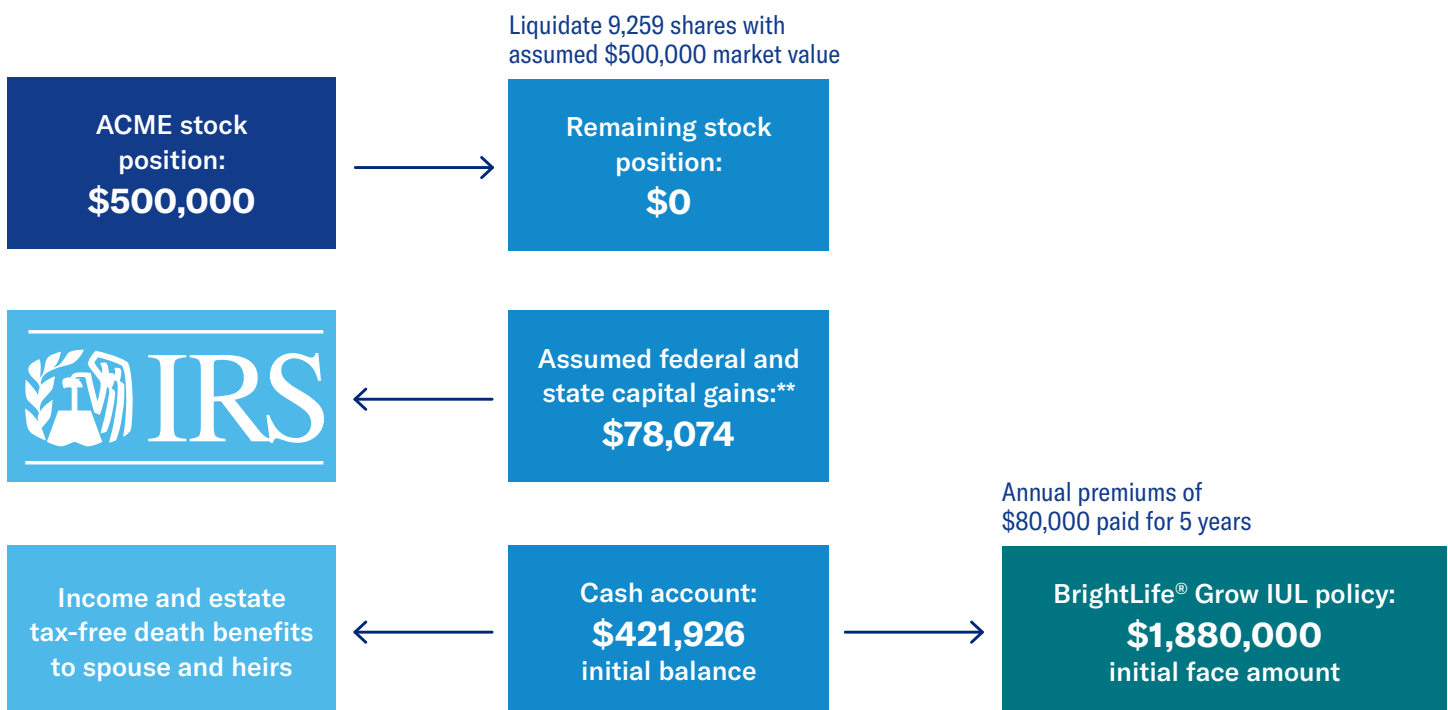 Liquidate 9,259 shares with
assumed $500,000 market value
ACME stock
position:
$500,000
Remaining stock
position:
$0
IRS
Assumed federal and
state capital gains:**
$78,074
Annual premiums of
$80,000 paid for 5 years
Income and estate
tax-free death benefits
to spouse and heirs
Cash account:
$421,926
initial balance
BrightLife® Grow IUL policy:
$1,880,000
initial face amount